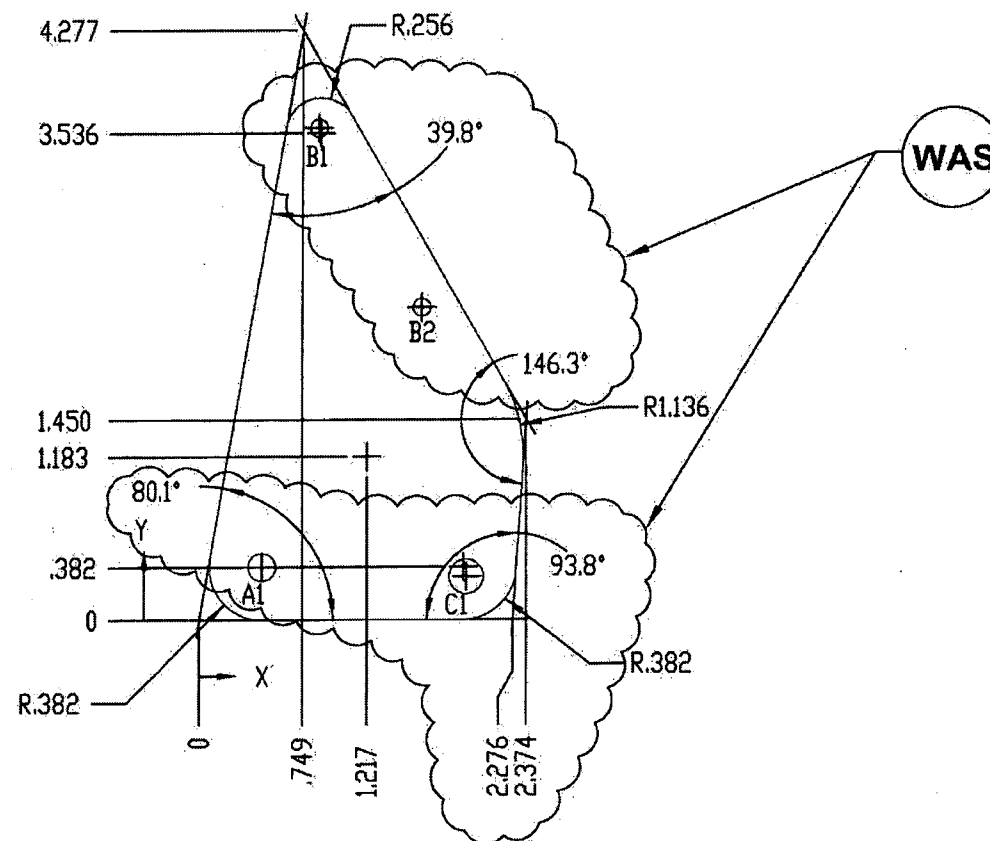 4.277
R.256
3.536
B1
39.8°
WAS
B2
146.3°
1.450
R1.136
1.183
80.1°
Y
.382
A1
C1
93.8°
0
X
R.382
R.382
0
.749
1.217
2.276
2.374